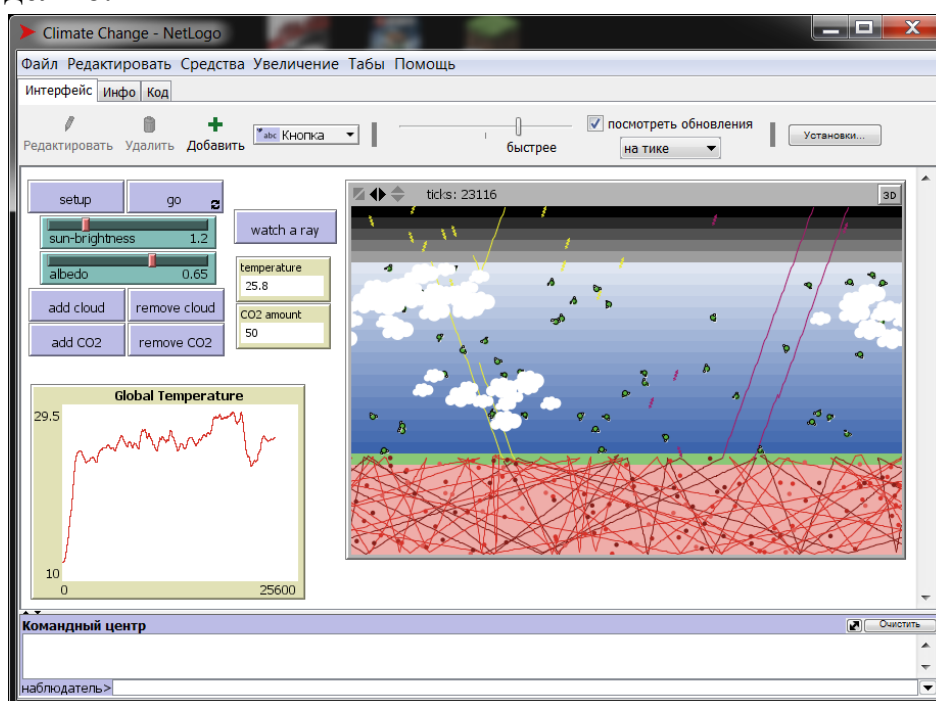 Climate Change - NetLogo
Файл Редактировать Средства Увеличение Табы Помощь
Интерфейс Инфо Код
Редактировать Удалить Добавить
abc Кнопка
быстрее
посмотреть обновления
на тике
Установки...
setup go
sun-brightness 1.2
albedo 0.65
add cloud remove cloud
add CO2 remove CO2
watch a ray
temperature
25.8
CO2 amount
50
Global Temperature
29.5
10
0 25600
ticks: 23116
3D
Командный центр
Очистить
наблюдатель>